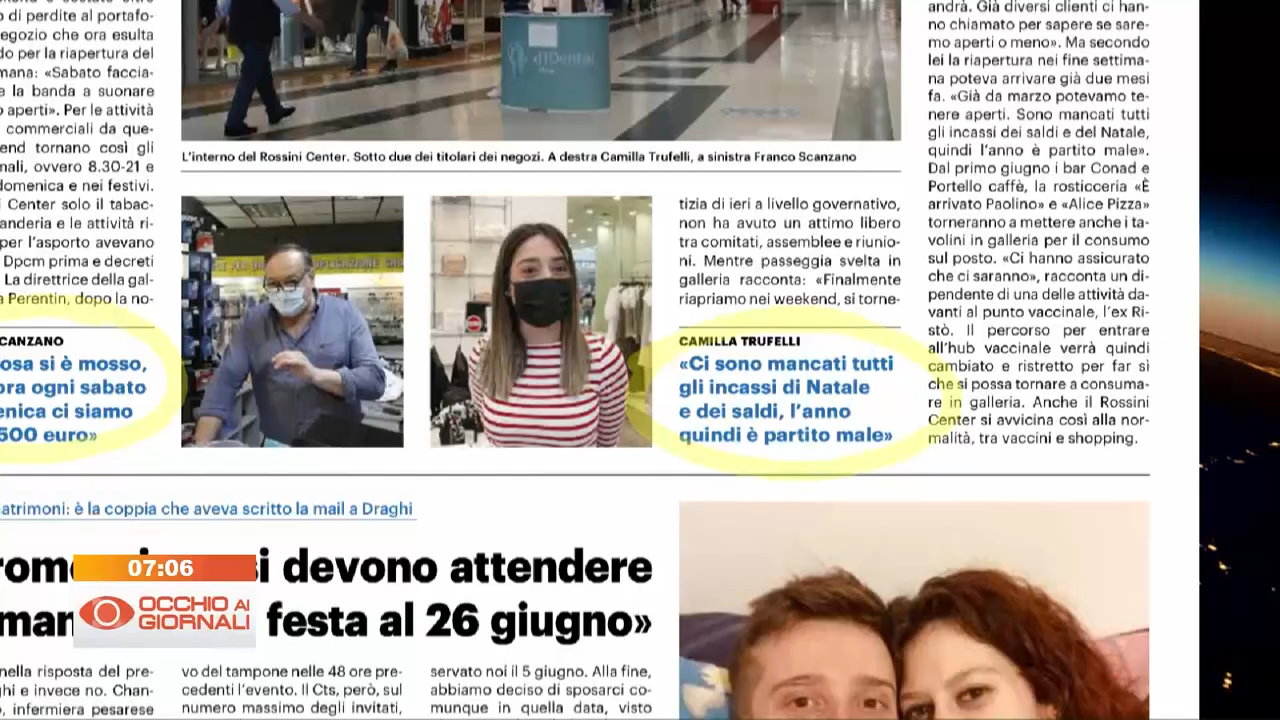 di perdite al portafo-
egozio che ora esulta
do per la riapertura del
mana: «Sabato faccia-
e la banda a suonare
o aperti». Per le attività
commerciali da que-
end tornano così gli
nali, ovvero 8.30-21 e
domenica e nei festivi.
i Center solo il tabac-
anderia e le attività ri-
per l'asporto avevano
Dpcm prima e decreti
La direttrice della gal-
a Perentin, dopo la no-
CANZANO
osa si è mosso,
ora ogni sabato
enica ci siamo
500 euro»
DENTAL
L'interno del Rossini Center. Sotto due dei titolari dei negozi. A destra Camilla Trufelli, a sinistra Franco Scanzano
tizia di ieri a livello governativo,
non ha avuto un attimo libero
tra comitati, assemblee e riunio-
ni. Mentre passeggia svelta in
galleria racconta: «Finalmente
riapriamo nei weekend, si torne-
CAMILLA TRUFELLI
«Ci sono mancati tutti
gli incassi di Natale
e dei saldi, l'anno
quindi è partito male»
andrà. Già diversi clienti ci han-
no chiamato per sapere se sare-
mo aperti o meno». Ma secondo
lei la riapertura nei fine settima-
na poteva arrivare già due mesi
fa. «Già da marzo potevamo te-
nere aperti. Sono mancati tutti
gli incassi dei saldi e del Natale,
quindi l'anno è partito male».
Dal primo giugno i bar Conad e
Portello caffè, la rosticceria «È
arrivato Paolino» e «Alice Pizza»
torneranno a mettere anche i ta-
volini in galleria per il consumo
sul posto. «Ci hanno assicurato
che ci saranno», racconta un di-
pendente di una delle attività da-
vanti al punto vaccinale, l'ex Ri-
stò. Il percorso per entrare
all'hub vaccinale verrà quindi
cambiato e ristretto per far sì
che si possa tornare a consuma-
re in galleria. Anche il Rossini
Center si avvicina così alla nor-
malità, tra vaccini e shopping.
atrimoni: è la coppia che aveva scritto la mail a Draghi
si devono attendere
festa al 26 giugno»
07:06
OCCHIO AI
GIORNALI
nella risposta del pre-
ghi e invece no. Chan-
o, infermiera pesarese
vo del tampone nelle 48 ore pre-
cedenti l'evento. Il Cts, però, sul
numero massimo degli invitati,
servato noi il 5 giugno. Alla fine,
abbiamo deciso di sposarci co-
munque in quella data, visto